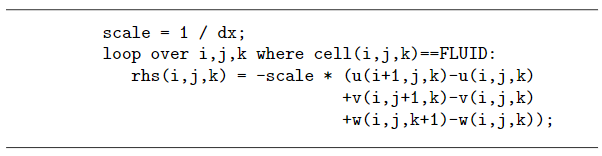 scale = 1 / dx;
loop over i,j,k where cell(i,j,k)==FLUID:
rhs(i,j,k) = -scale * (u(i+1,j,k)-u(i,j,k)
+v(i,j+1,k)-v(i,j,k)
+w(i,j,k+1)-w(i,j,k));